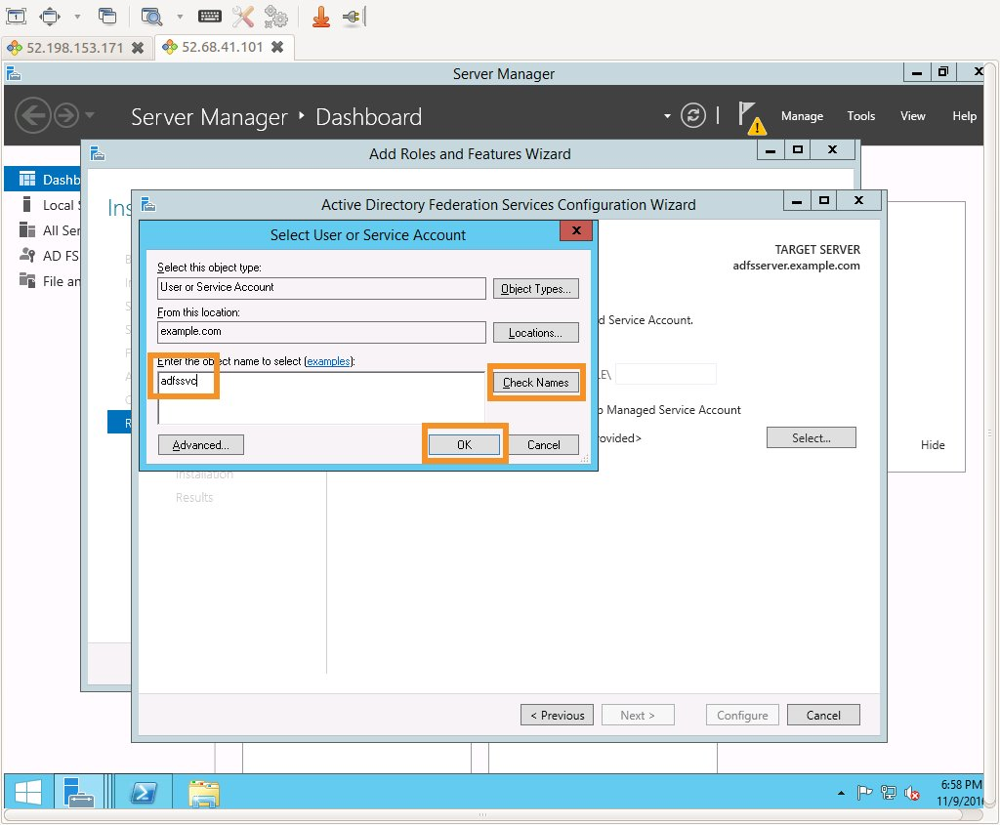 52.198.153.171
52.68.41.101
Server Manager
Server Manager
Dashboard
Manage
Tools
View
Help
Add Roles and Features Wizard
Dashb
Local
All Ser
AD FS
File an
Ins
Active Directory Federation Services Configuration Wizard
TARGET SERVER
adfsserver.example.com
Select User or Service Account
Select this object type:
User or Service Account
Object Types...
From this location:
example.com
Locations...
Enter the object name to select (examples):
adfssvc
Check Names
Advanced...
OK
Cancel
d Service Account.
Managed Service Account
ovided>
Select...
Hide
Installation
Results
< Previous
Next >
Configure
Cancel
6:58 PM
11/9/201